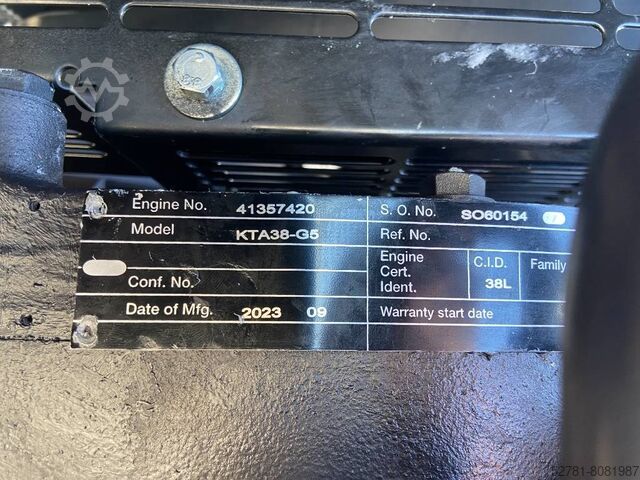 Engine No. 41357420 S. O. No. SO60154
Model KTA38-G5 Ref. No.
Engine Cert. Ident. C.I.D. 38L Family
Conf. No.
Date of Mfg. 2023 09 Warranty start date
52781-8081987